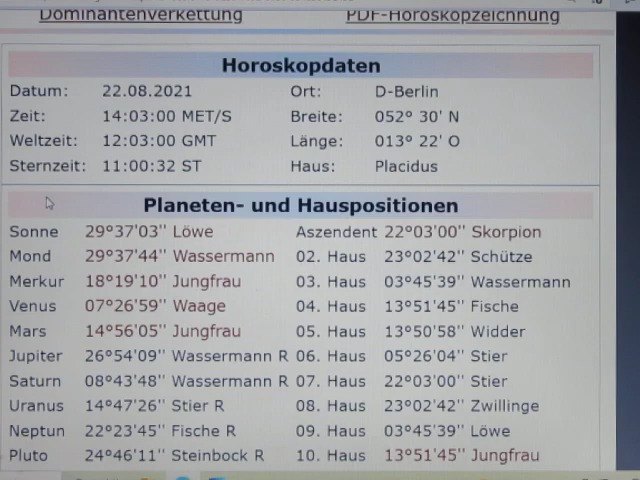 Dominantenverkettung PDF-Horoskopzeichnung
Horoskopdaten
Datum: 22.08.2021 Ort: D-Berlin
Zeit: 14:03:00 MET/S Breite: 052° 30' N
Weltzeit: 12:03:00 GMT Länge: 013° 22' O
Sternzeit: 11:00:32 ST Haus: Placidus
Planeten- und Hauspositionen
Sonne 29°37'03'' Löwe Aszendent 22°03'00'' Skorpion
Mond 29°37'44'' Wassermann 02. Haus 23°02'42'' Schütze
Merkur 18°19'10'' Jungfrau 03. Haus 03°45'39'' Wassermann
Venus 07°26'59'' Waage 04. Haus 13°51'45'' Fische
Mars 14°56'05'' Jungfrau 05. Haus 13°50'58'' Widder
Jupiter 26°54'09'' Wassermann R 06. Haus 05°26'04'' Stier
Saturn 08°43'48'' Wassermann R 07. Haus 22°03'00'' Stier
Uranus 14°47'26'' Stier R 08. Haus 23°02'42'' Zwillinge
Neptun 22°23'45'' Fische R 09. Haus 03°45'39'' Löwe
Pluto 24°46'11'' Steinbock R 10. Haus 13°51'45'' Jungfrau